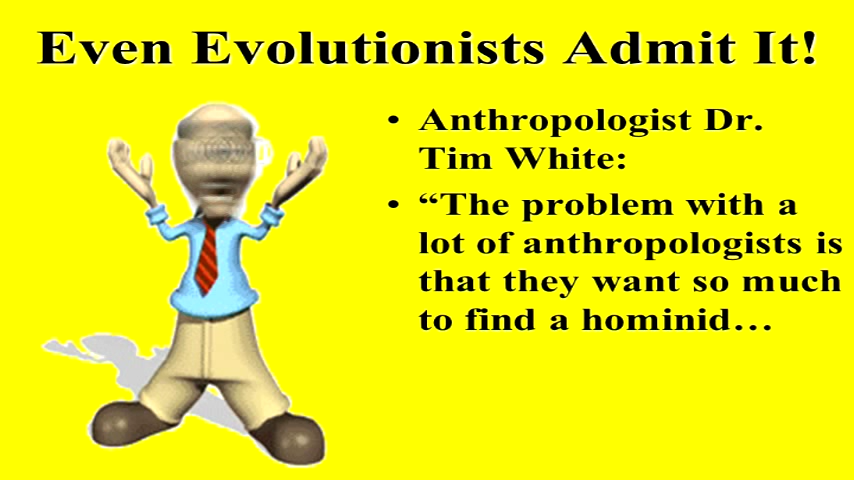 Even Evolutionists Admit It!
• Anthropologist Dr.
Tim White:
• “The problem with a
lot of anthropologists is
that they want so much
to find a hominid…